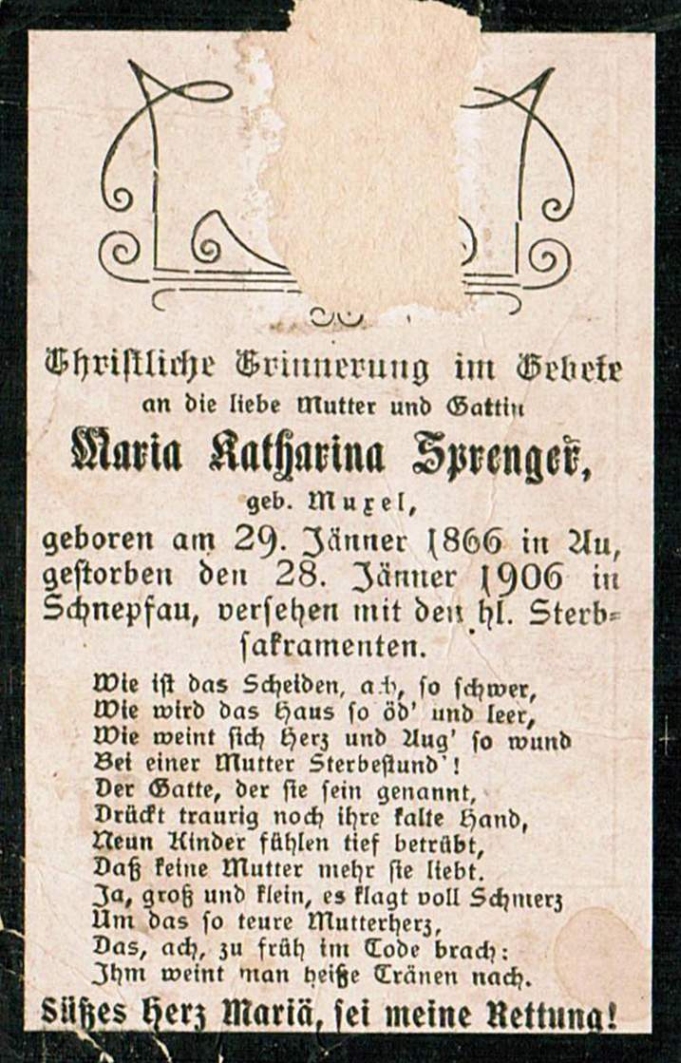 Christliche Erinnerung im Gebete
an die liebe Mutter und Gattin
Maria Katharina Sprenger,
geb. Muxel,
geboren am 29. Jänner 1866 in Au,
gestorben den 28. Jänner 1906 in
Schnepfau, versehen mit den hl. Sterb-
sakramenten.
Wie ist das Scheiden, ach, so schwer,
Wie wird das Haus so öd' und leer,
Wie weint sich Herz und Aug' so wund
Bei einer Mutter Sterbestund'!
Der Gatte, der sie sein genannt,
Drückt traurig noch ihre kalte Hand,
Neun Kinder fühlen tief betrübt,
Daß keine Mutter mehr sie liebt.
Ja, groß und klein, es klagt voll Schmerz
Um das so teure Mutterherz,
Das, ach, zu früh im Tode brach:
Ihm weint man heiße Tränen nach.
Süßes Herz Mariä, sei meine Rettung!